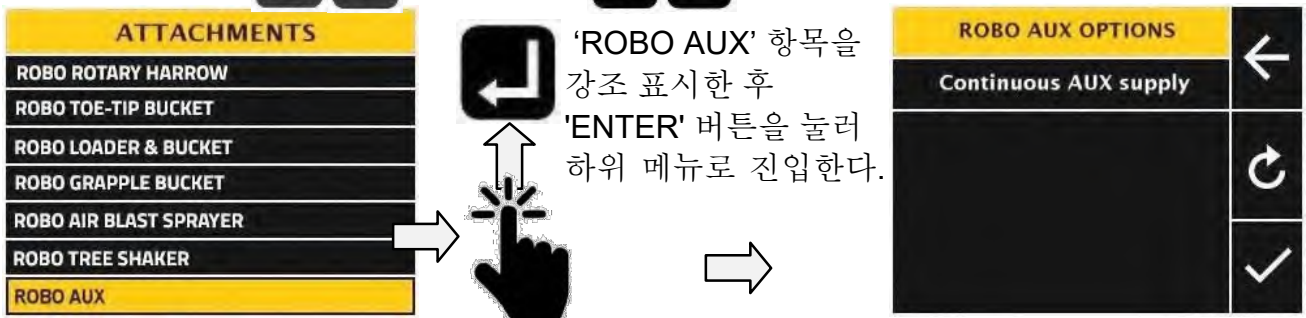 ATTACHMENTS
ROBO ROTARY HARROW
ROBO TOE-TIP BUCKET
ROBO LOADER & BUCKET
ROBO GRAPPLE BUCKET
ROBO AIR BLAST SPRAYER
ROBO TREE SHAKER
ROBO AUX
‘ROBO AUX’ 항목을
강조 표시한 후
'ENTER' 버튼을 눌러
하위 메뉴로 진입한다.
ROBO AUX OPTIONS
Continuous AUX supply